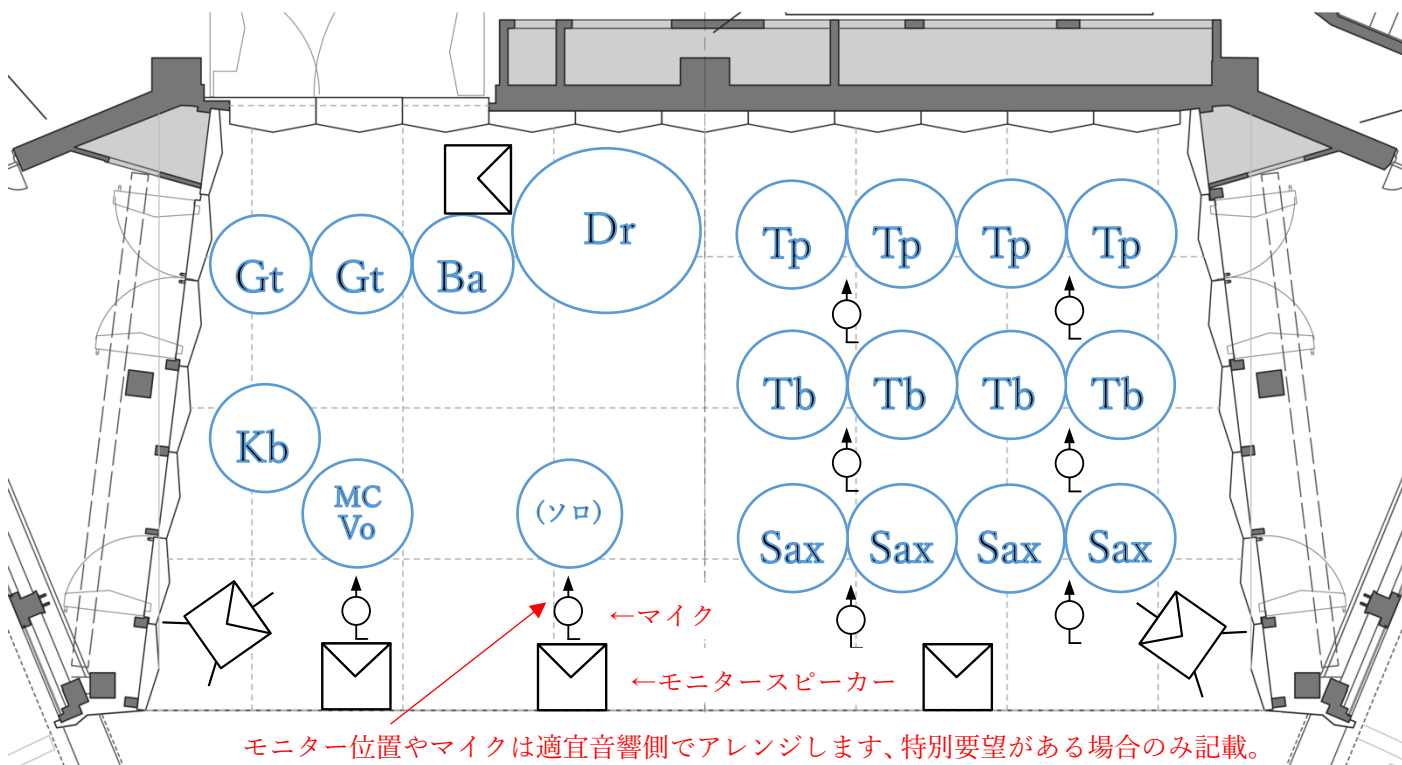 Dr
Tp
Tp
Tp
Tp
Gt
Gt
Ba
Tb
Tb
Tb
Tb
Kb
MC
Vo
(ソロ)
Sax
Sax
Sax
Sax
←マイク
←モニタースピーカー
モニター位置やマイクは適宜音響側でアレンジします、特別要望がある場合のみ記載。